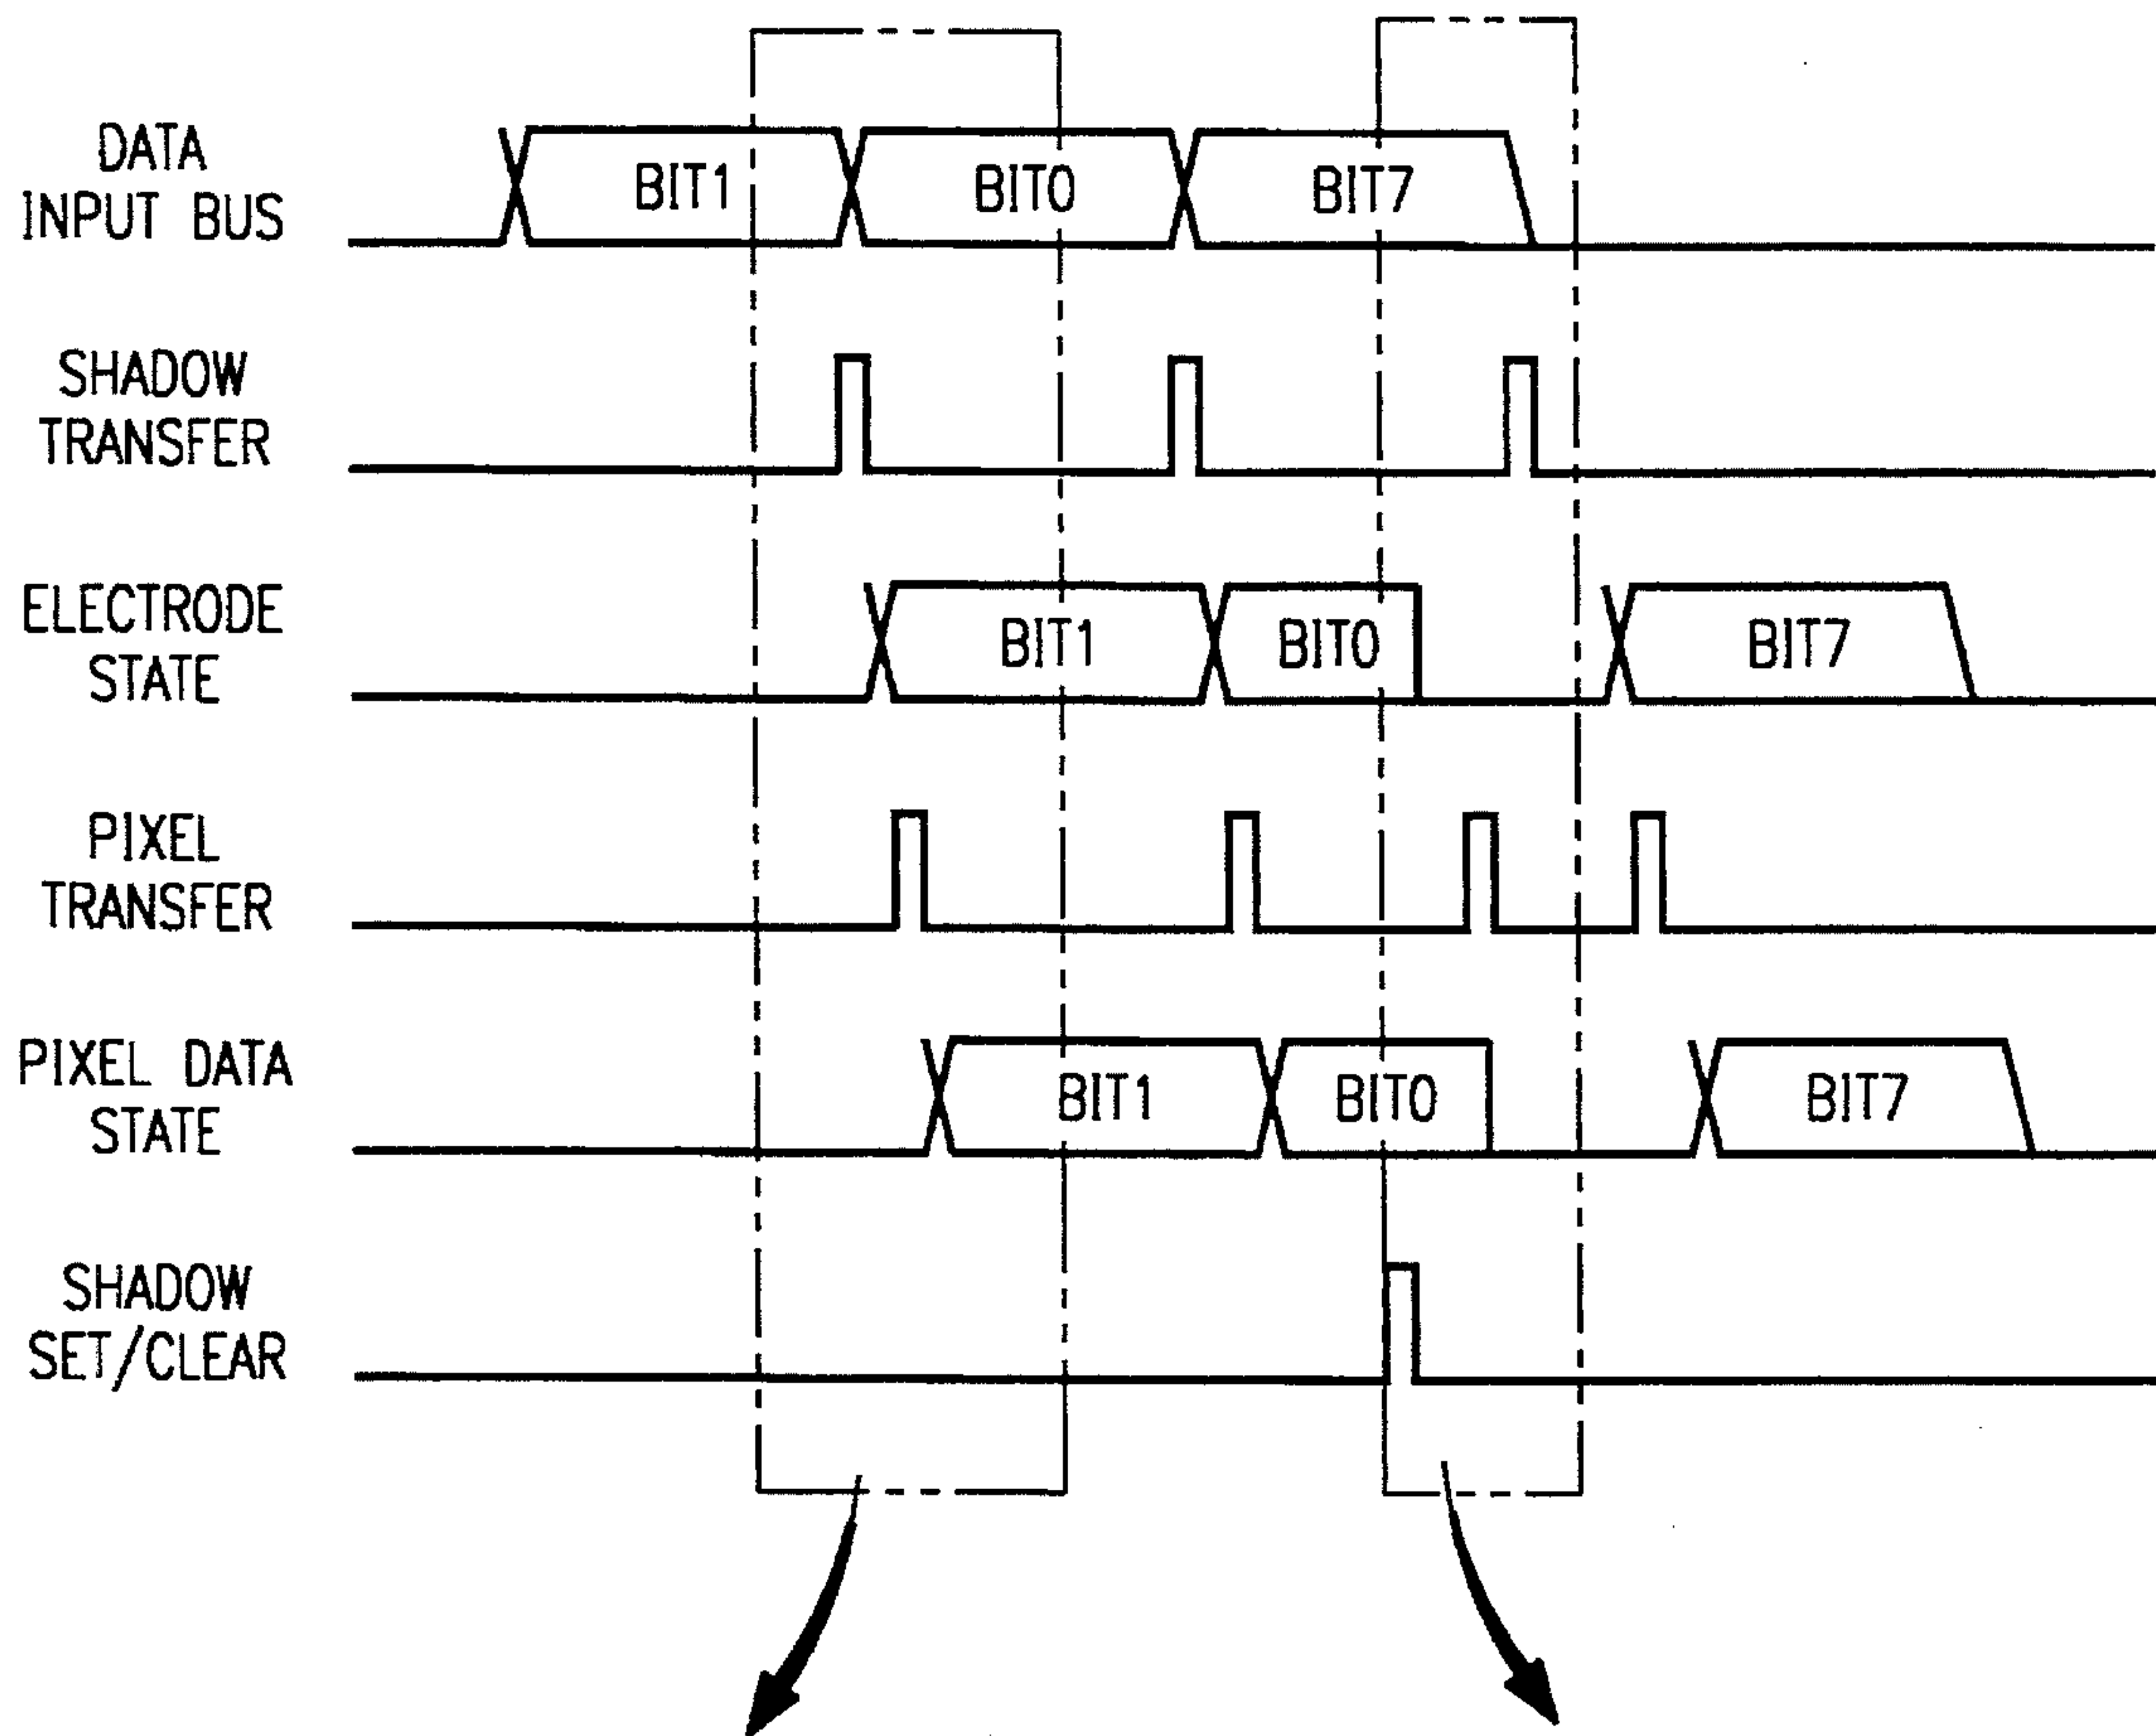 DATA
INPUT BUS
BIT1
BIT0
BIT7
SHADOW
TRANSFER
ELECTRODE
STATE
BIT1
BIT0
BIT7
PIXEL
TRANSFER
PIXEL DATA
STATE
BIT1
BIT0
BIT7
SHADOW
SET/CLEAR